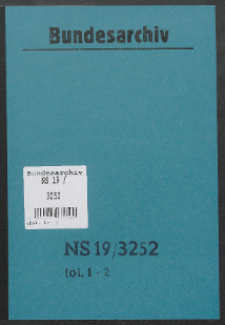 Bundesarchiv
Bundesarchiv
NS 19 /
3252
NS 19/3252
fol. 1 - 2